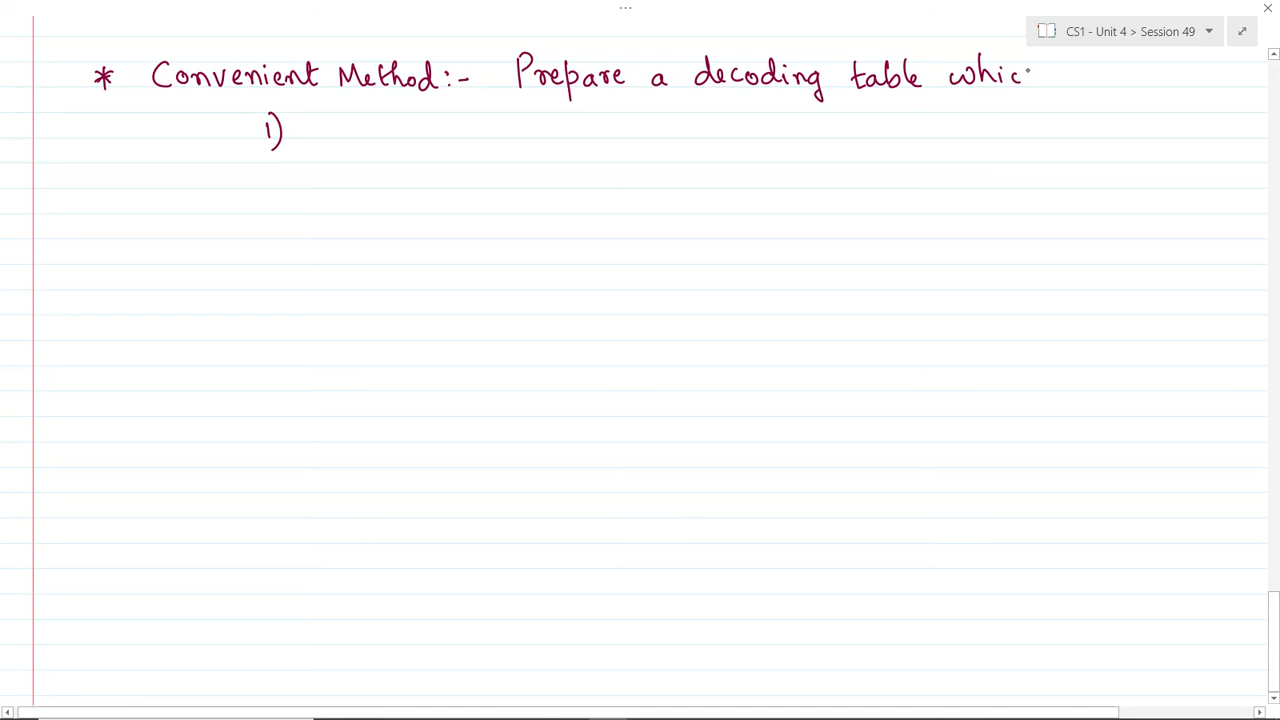 CS1 - Unit 4 > Session 49
* Convenient Method:- Prepare a decoding table whic
1)